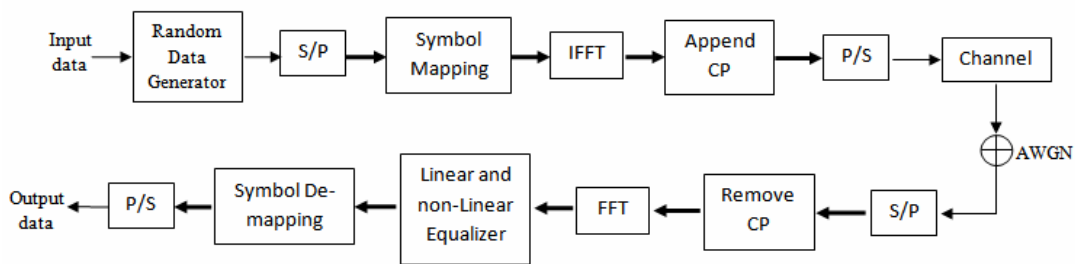 Input
data
Random
Data
Generator
S/P
Symbol
Mapping
IFFT
Append
CP
P/S
Channel
AWGN
Output
data
P/S
Symbol De-
mapping
Linear and
non-Linear
Equalizer
FFT
Remove
CP
S/P